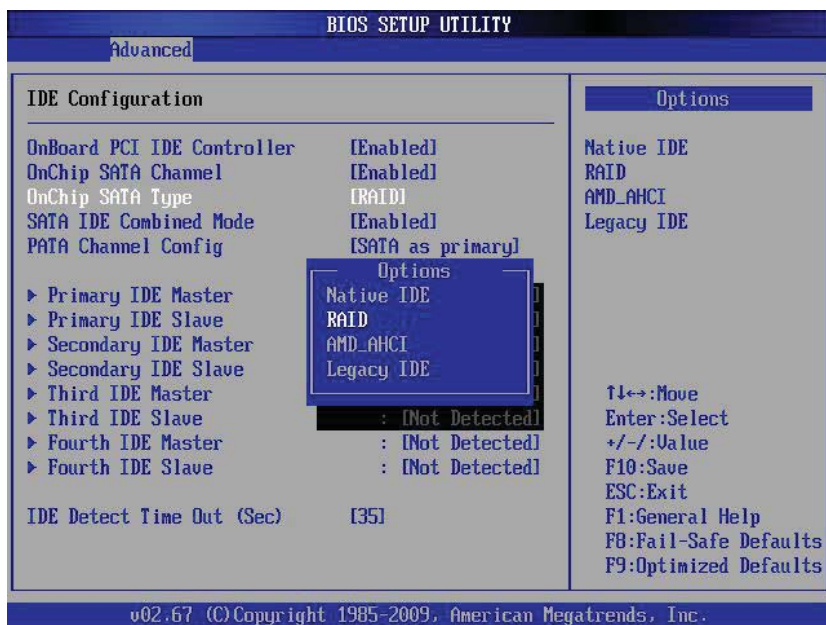 BIOS SETUP UTILITY
Advanced
IDE Configuration
OnBoard PCI IDE Controller [Enabled]
OnChip SATA Channel [Enabled]
OnChip SATA Type [RAID]
SATA IDE Combined Mode [Enabled]
PATA Channel Config [SATA as primary]
▶ Primary IDE Master ]
▶ Primary IDE Slave ]
▶ Secondary IDE Master
▶ Secondary IDE Slave ]
▶ Third IDE Master ]
▶ Third IDE Slave : [Not Detected]
▶ Fourth IDE Master : [Not Detected]
▶ Fourth IDE Slave : [Not Detected]
IDE Detect Time Out (Sec) [35]
Options
Native IDE
RAID
AMD_AHCI
Legacy IDE
Options
Native IDE
RAID
AMD_AHCI
Legacy IDE
↑↓←→:Move
Enter:Select
+/-/:Value
F10:Save
ESC:Exit
F1:General Help
F8:Fail-Safe Defaults
F9:Optimized Defaults
v02.67 (C)Copyright 1985-2009, American Megatrends, Inc.